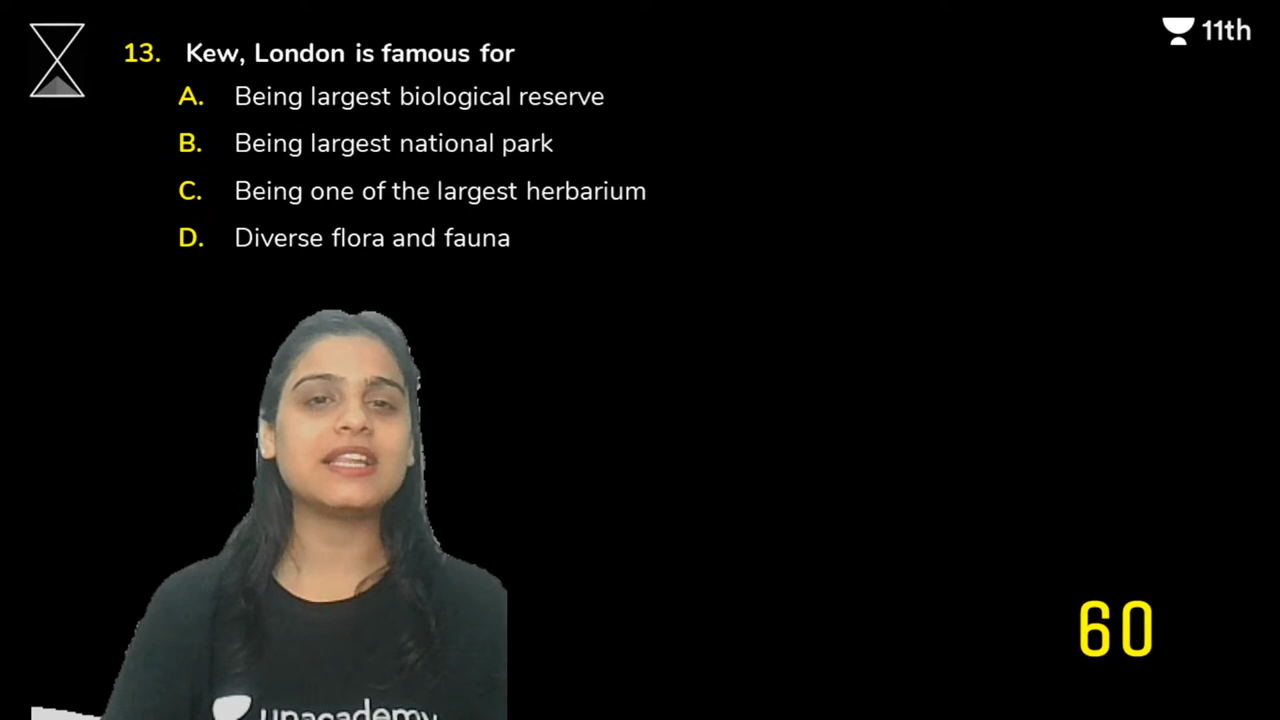 11th
13. Kew, London is famous for
A. Being largest biological reserve
B. Being largest national park
C. Being one of the largest herbarium
D. Diverse flora and fauna
60
unacademy